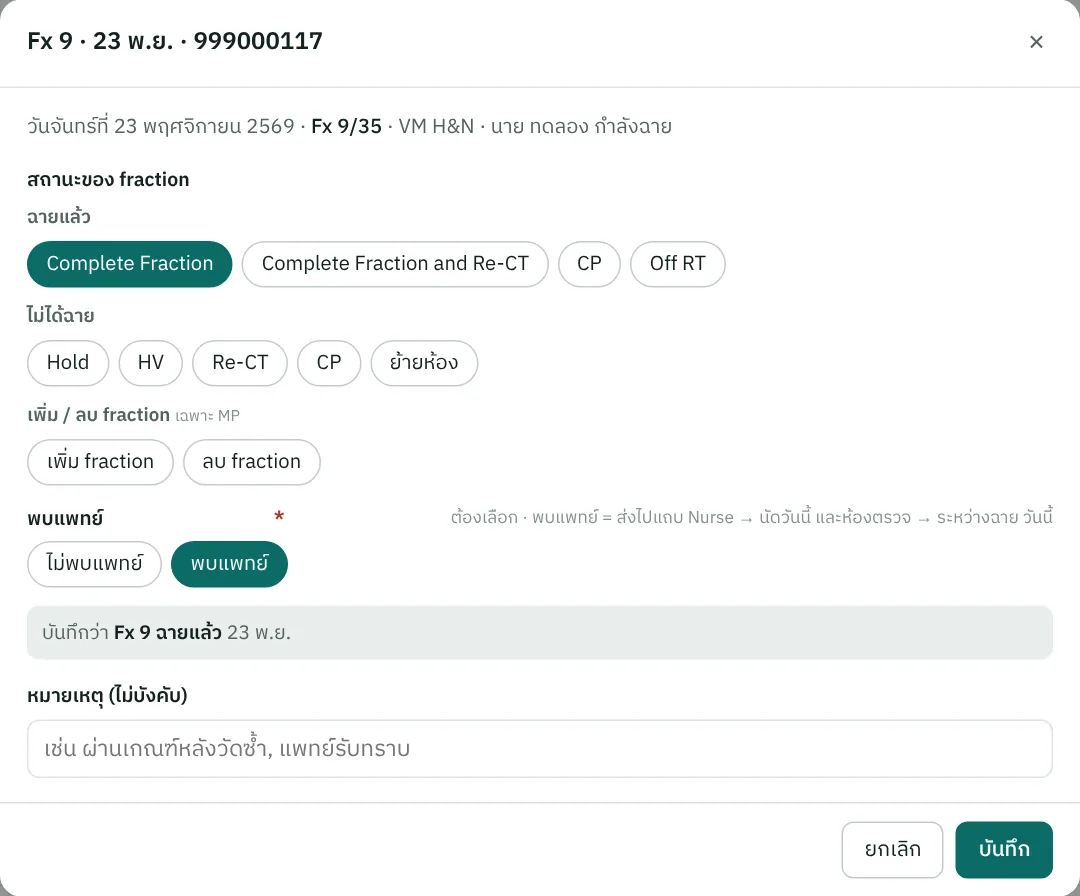 Fx 9 · 23 พ.ย. · 999000117 ×
วันจันทร์ที่ 23 พฤศจิกายน 2569 · Fx 9/35 · VM H&N · นาย ทดลอง กำลังฉาย
สถานะของ fraction
ฉายแล้ว
Complete Fraction Complete Fraction and Re-CT CP Off RT
ไม่ได้ฉาย
Hold HV Re-CT CP ย้ายห้อง
เพิ่ม / ลบ fraction เฉพาะ MP
เพิ่ม fraction ลบ fraction
พบแพทย์ * ต้องเลือก · พบแพทย์ = ส่งไปแถบ Nurse → นัดวันนี้ และห้องตรวจ → ระหว่างฉาย วันนี้
ไม่พบแพทย์ พบแพทย์
บันทึกว่า Fx 9 ฉายแล้ว 23 พ.ย.
หมายเหตุ (ไม่บังคับ)
เช่น ผ่านเกณฑ์หลังวัดซ้ำ, แพทย์รับทราบ
ยกเลิก บันทึก